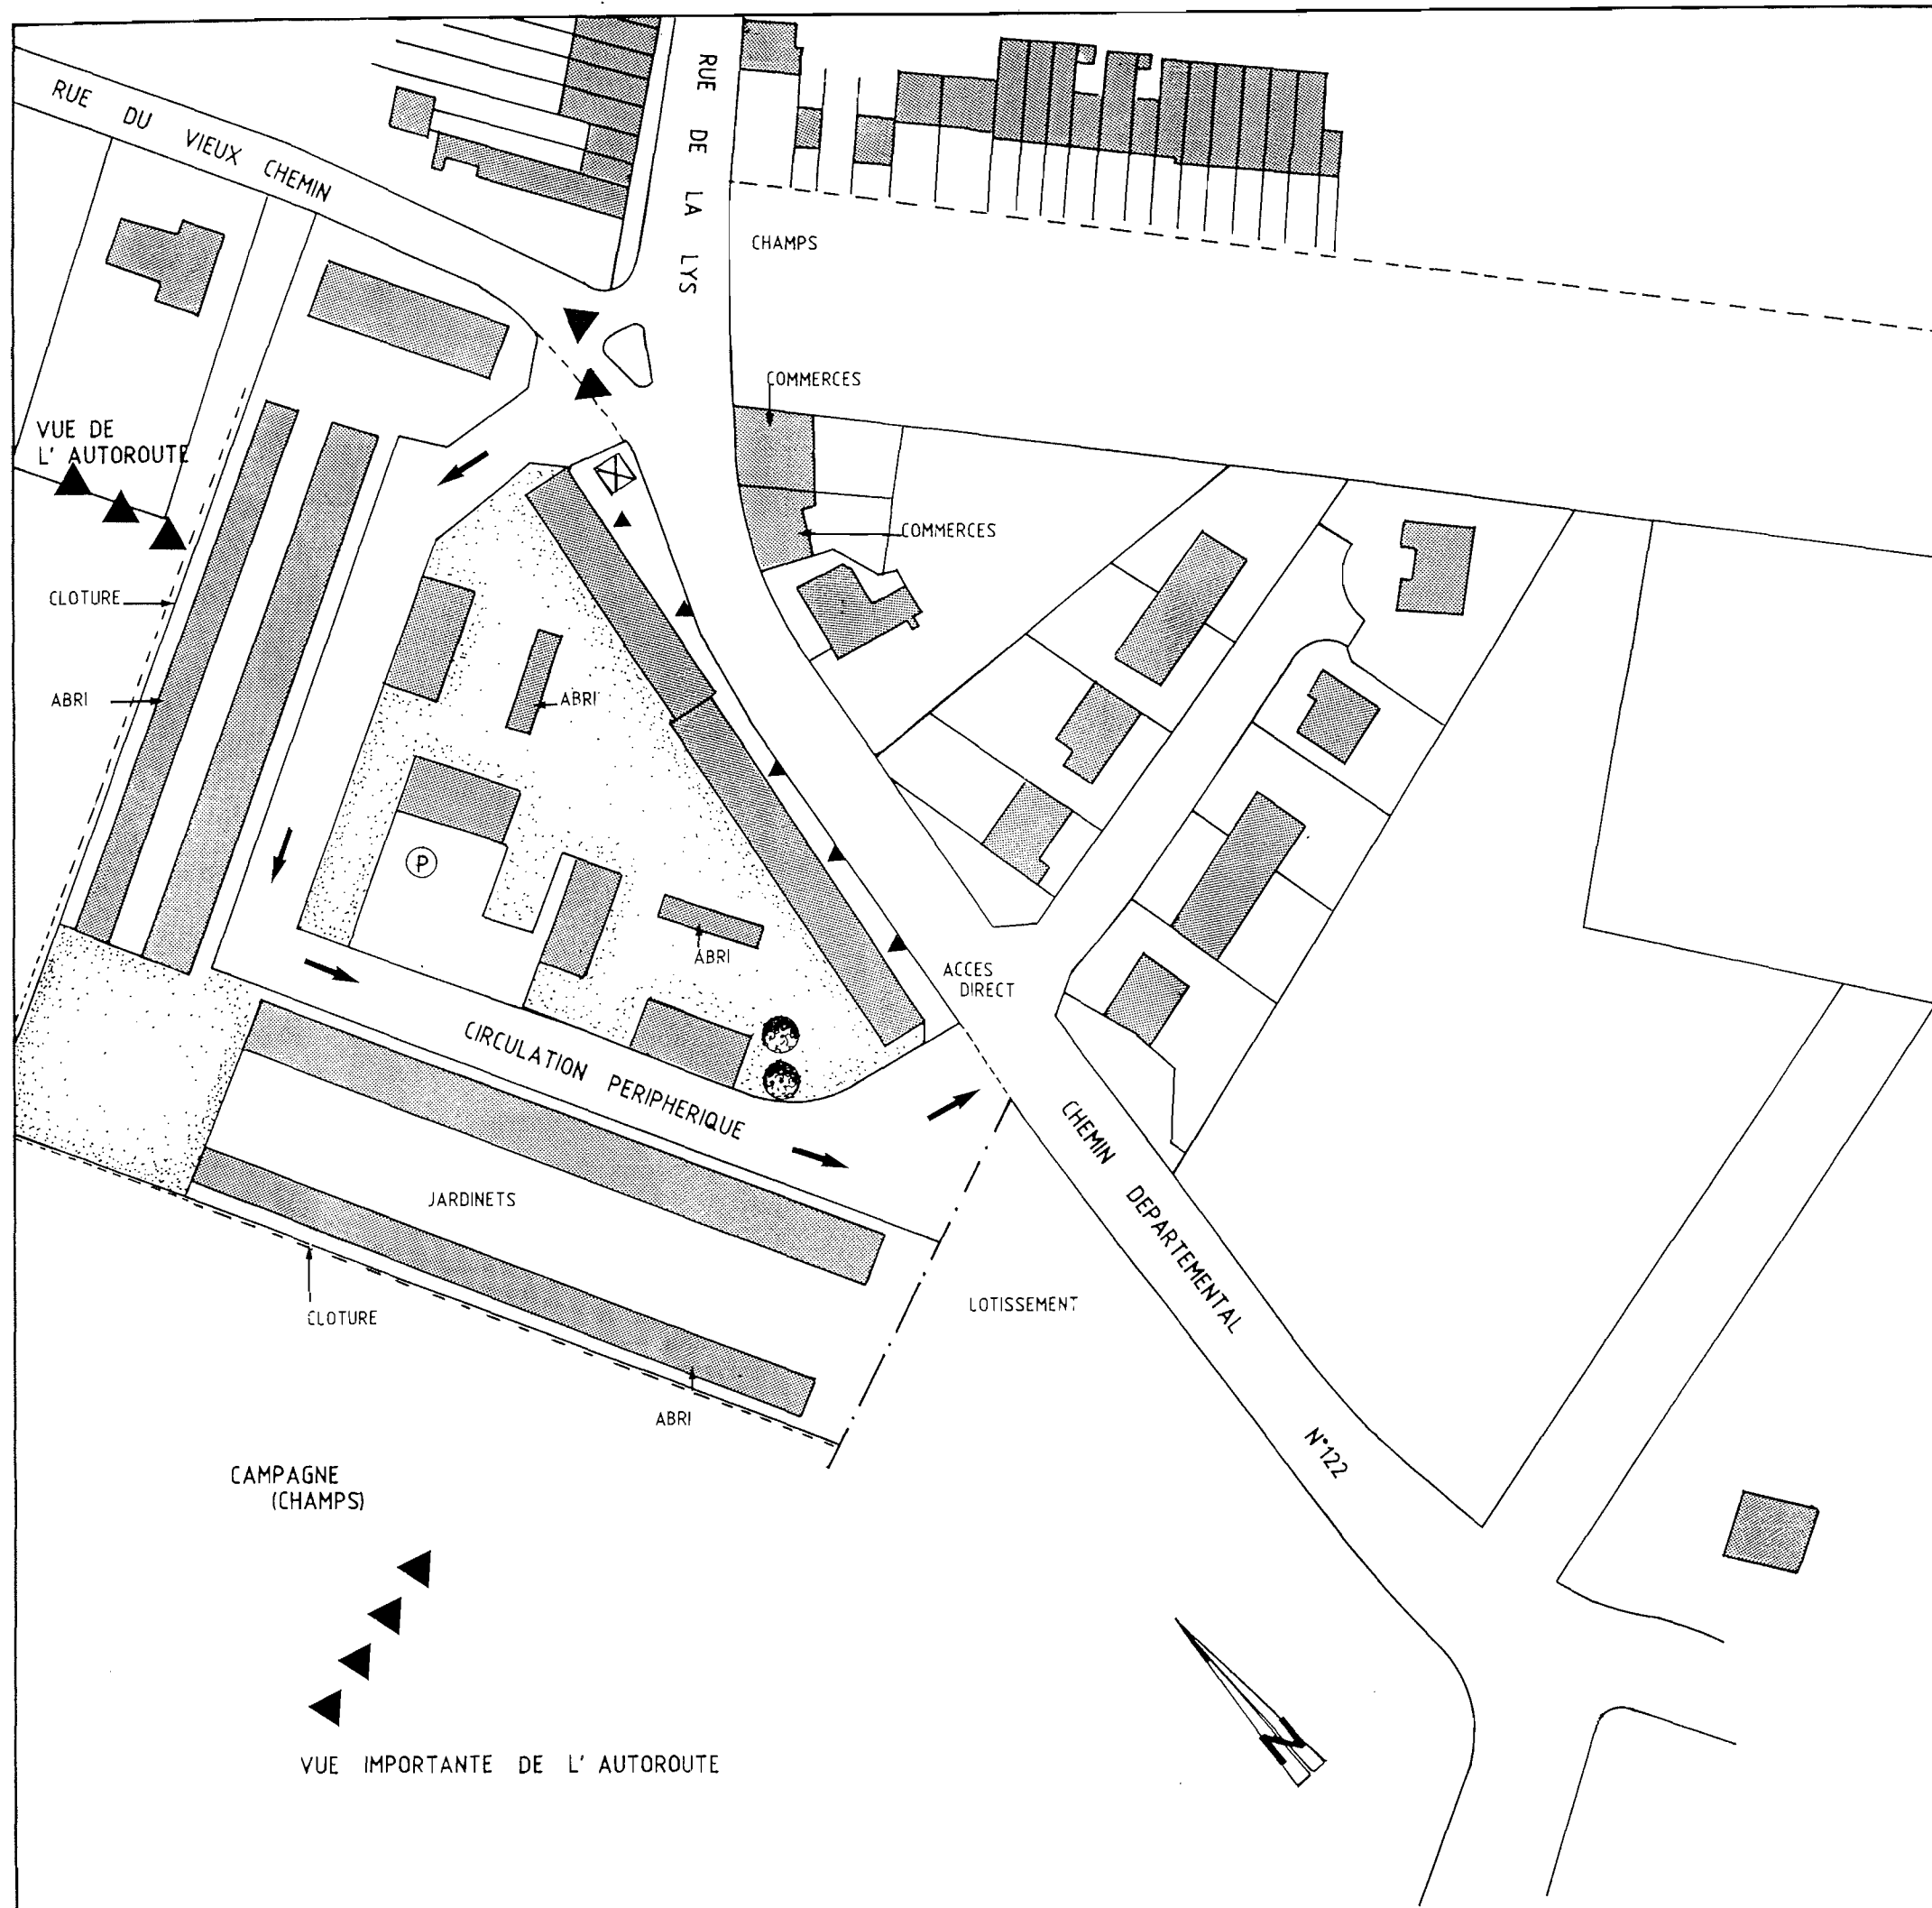 RUE DE LA LYS
RUE DU VIEUX CHEMIN
CHAMPS
COMMERCES
VUE DE
L' AUTOROUTE
COMMERCES
CLOTURE
ABRI
ABRI
P
ABRI
ACCES
DIRECT
CIRCULATION PERIPHERIQUE
CHEMIN DEPARTEMENTAL N°122
JARDINETS
LOTISSEMENT
CLOTURE
ABRI
CAMPAGNE
(CHAMPS)
N
VUE IMPORTANTE DE L' AUTOROUTE